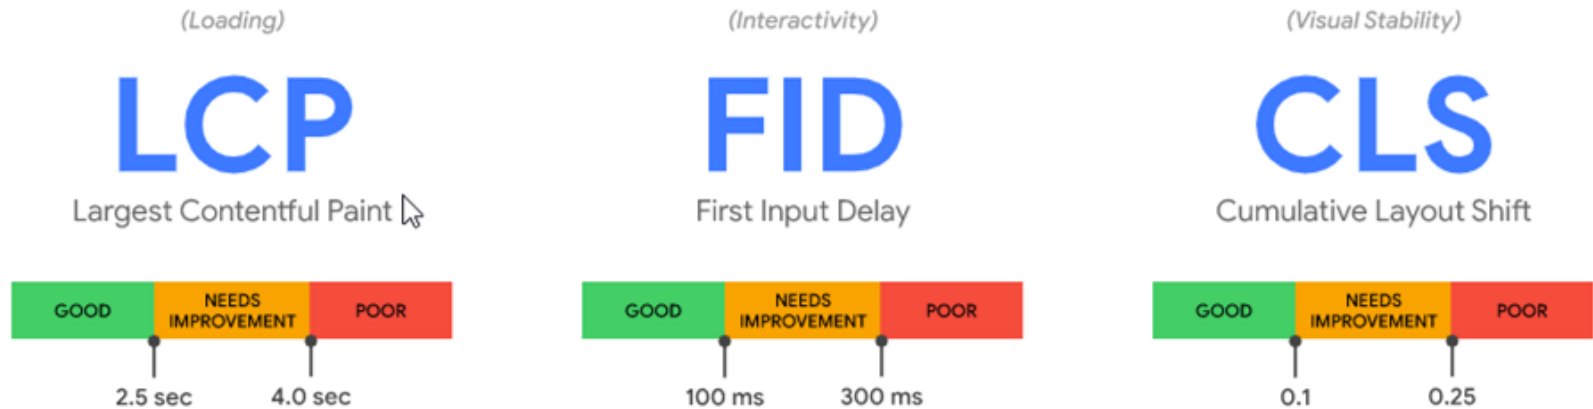 (Loading)
LCP
Largest Contentful Paint
GOOD
NEEDS
IMPROVEMENT
POOR
2.5 sec
4.0 sec
(Interactivity)
FID
First Input Delay
GOOD
NEEDS
IMPROVEMENT
POOR
100 ms
300 ms
(Visual Stability)
CLS
Cumulative Layout Shift
GOOD
NEEDS
IMPROVEMENT
POOR
0.1
0.25